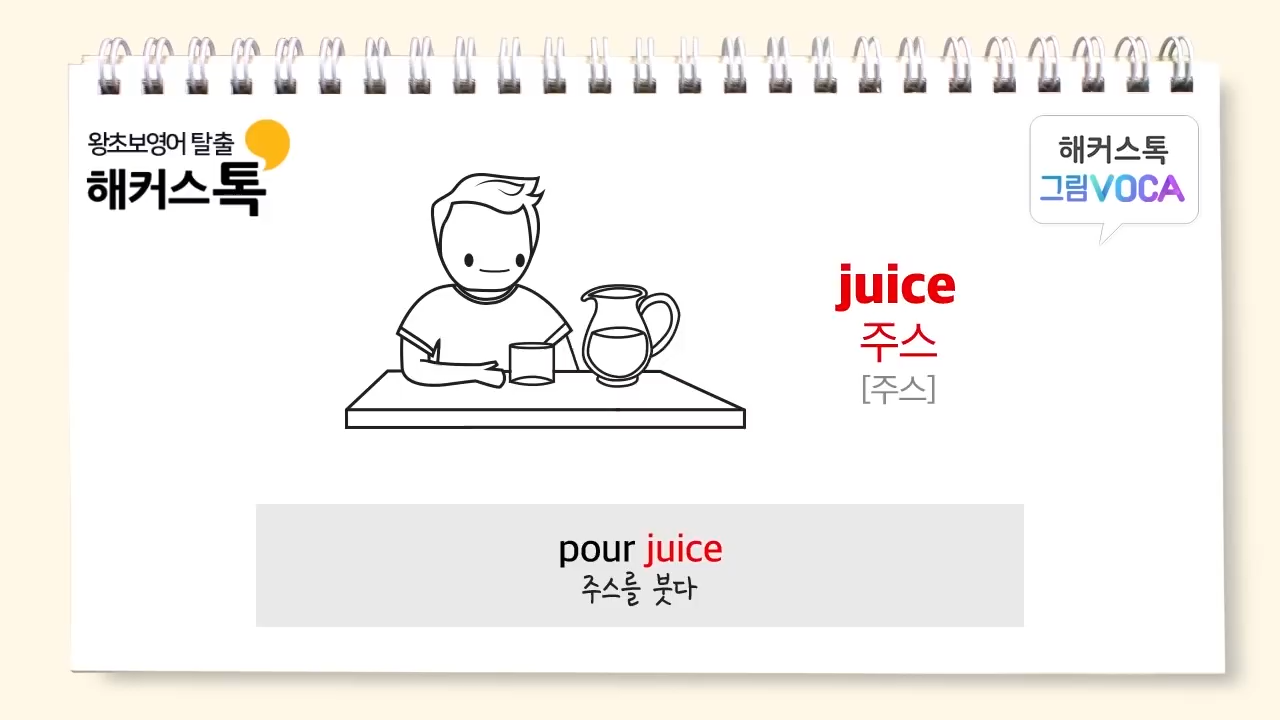 왕초보영어 탈출
해커스톡
해커스톡
그림VOCA
juice
주스
[주스]
pour juice
주스를 붓다